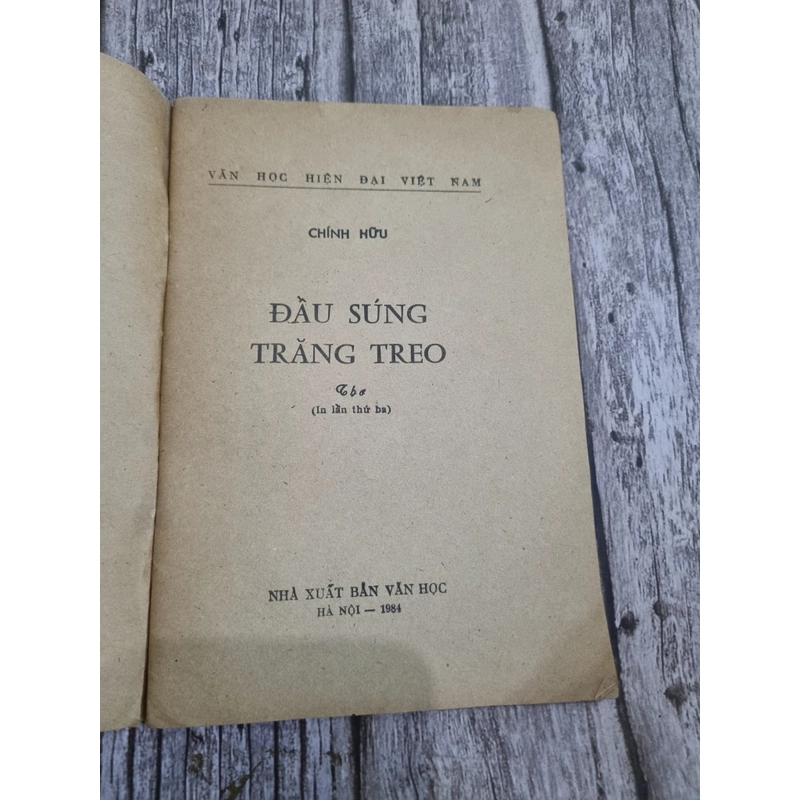 VĂN HỌC HIỆN ĐẠI VIỆT NAM
CHÍNH HỮU
ĐẦU SÚNG
TRĂNG TREO
Thơ
(In lần thứ ba)
NHÀ XUẤT BẢN VĂN HỌC
HÀ NỘI — 1984